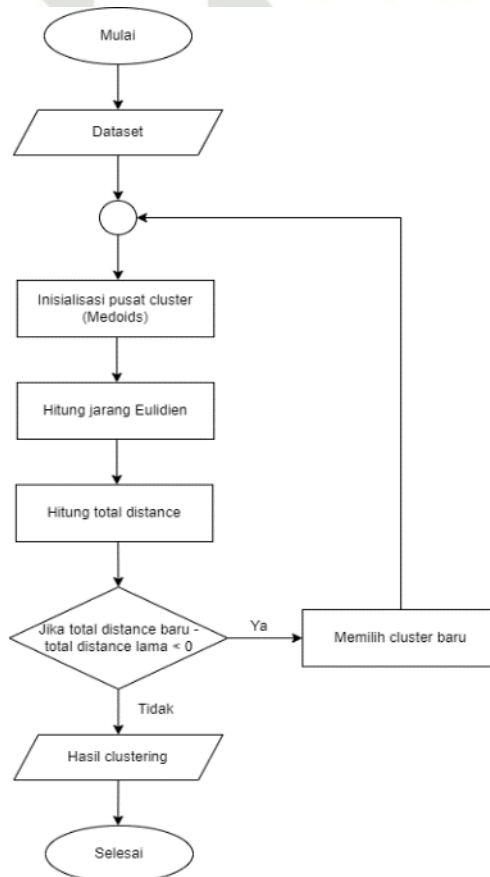 Mulai
Dataset
Inisialisasi pusat cluster
(Medoids)
Hitung jarang Eulidien
Hitung total distance
Jika total distance baru -
total distance lama < 0
Ya
Memilih cluster baru
Tidak
Hasil clustering
Selesai